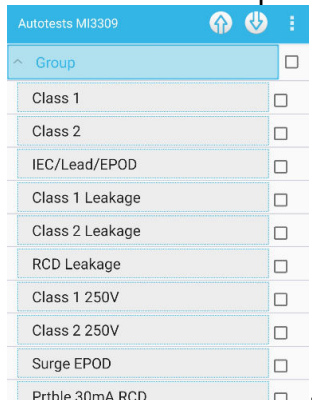 Autotests MI3309
Group
Class 1
Class 2
IEC/Lead/EPOD
Class 1 Leakage
Class 2 Leakage
RCD Leakage
Class 1 250V
Class 2 250V
Surge EPOD
Prtble 30mA RCD